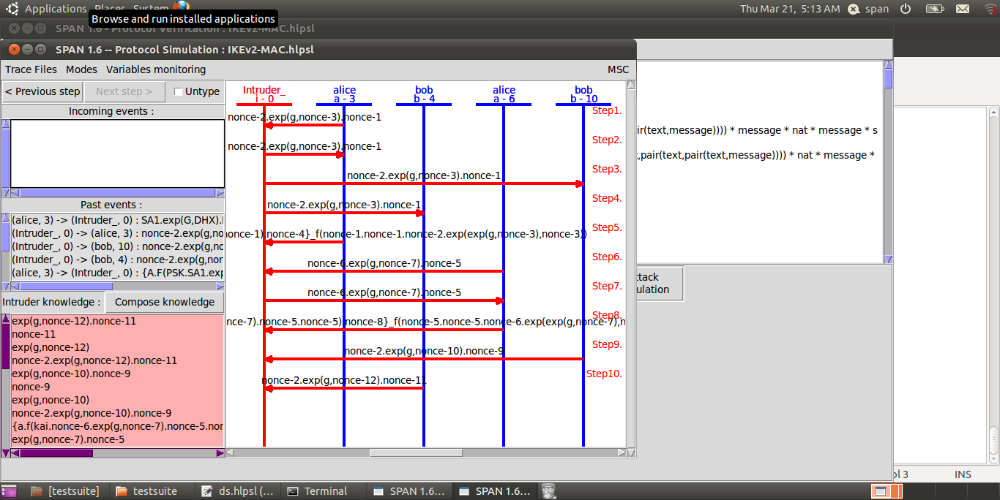 Applications Places System
Thu Mar 21, 5:13 AM span
Browse and run installed applications
SPAN 1.6 - Protocol Verification : IKEv2-MAC.hlpsl
SPAN 1.6 -- Protocol Simulation : IKEv2-MAC.hlpsl
Trace Files Modes Variables monitoring MSC
< Previous step Next step > Untype
Incoming events :
Past events :
(alice, 3) -> (Intruder_, 0) : SA1.exp(G,DHX).
(Intruder_, 0) -> (alice, 3) : nonce-2.exp(g,no
(Intruder_, 0) -> (bob, 10) : nonce-2.exp(g,no
(Intruder_, 0) -> (bob, 4) : nonce-2.exp(g,non
(alice, 3) -> (Intruder_, 0) : {A.F(PSK.SA1.exp
Intruder knowledge : Compose knowledge
exp(g,nonce-12).nonce-11
nonce-11
exp(g,nonce-12)
nonce-2.exp(g,nonce-12).nonce-11
exp(g,nonce-10).nonce-9
nonce-9
exp(g,nonce-10)
nonce-2.exp(g,nonce-10).nonce-9
{a.f(kai.nonce-6.exp(g,nonce-7).nonce-5.non
exp(g,nonce-7).nonce-5
Intruder_ alice bob alice bob
i - 0 a - 3 b - 4 a - 6 b - 10
Step1.
nonce-2.exp(g,nonce-3).nonce-1
Step2.
nonce-2.exp(g,nonce-3).nonce-1
Step3.
nonce-2.exp(g,nonce-3).nonce-1
Step4.
nonce-2.exp(g,nonce-3).nonce-1
Step5.
nonce-1).nonce-4}_f(nonce-1.nonce-1.nonce-2.exp(exp(g,nonce-3),nonce-3))
Step6.
nonce-6.exp(g,nonce-7).nonce-5
Step7.
nonce-6.exp(g,nonce-7).nonce-5
Step8.
nce-7).nonce-5.nonce-5).nonce-8}_f(nonce-5.nonce-5.nonce-6.exp(exp(g,nonce-7),n
Step9.
nonce-2.exp(g,nonce-10).nonce-9
Step10.
nonce-2.exp(g,nonce-12).nonce-11
ir(text,message)))) * message * nat * message * s
,pair(text,pair(text,message)))) * nat * message *
ttack
ulation
ol 3 INS
[testsuite] testsuite ds.hlpsl (... Terminal SPAN 1.6... SPAN 1.6...